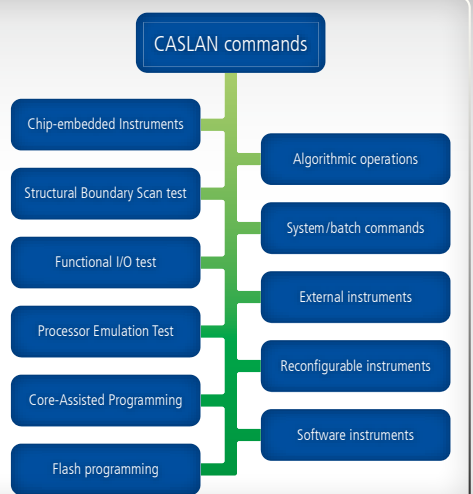 CASLAN commands
Chip-embedded Instruments
Structural Boundary Scan test
Functional I/O test
Processor Emulation Test
Core-Assisted Programming
Flash programming
Algorithmic operations
System/batch commands
External instruments
Reconfigurable instruments
Software instruments